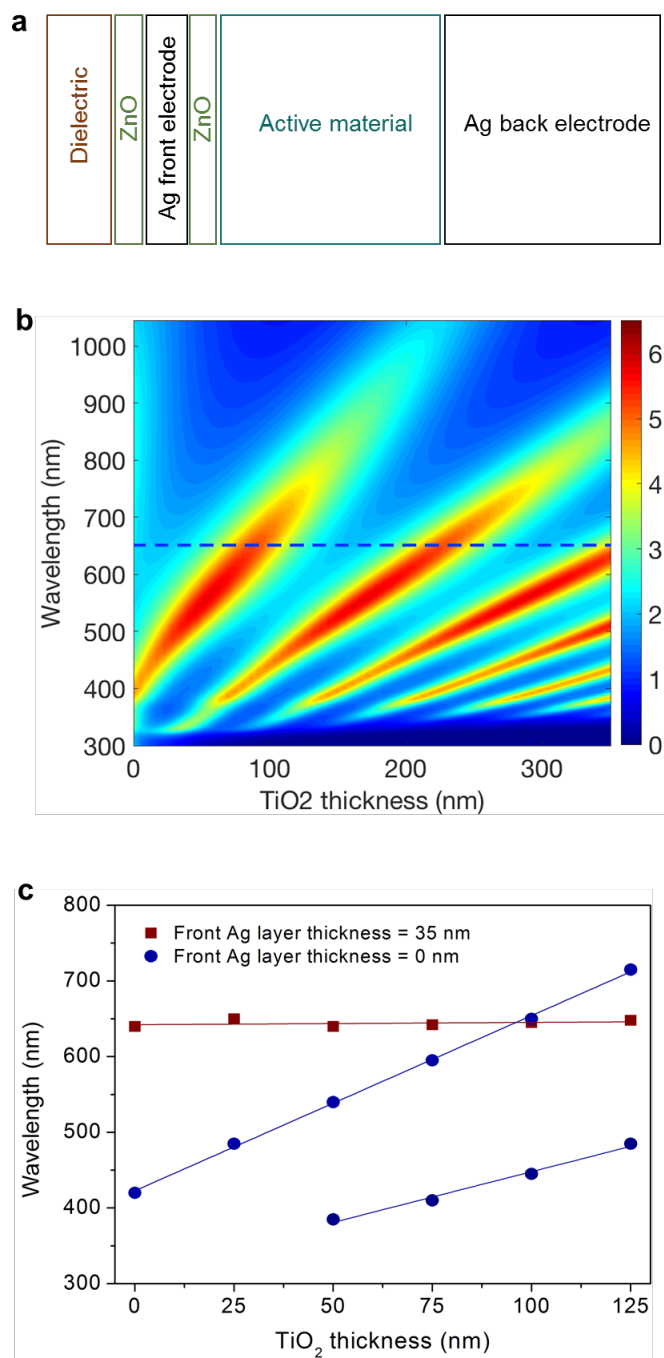 a
Dielectric
ZnO
Ag front electrode
ZnO
Active material
Ag back electrode
b
1000
900
800
700
600
500
400
300
Wavelength (nm)
0
100
200
300
TiO2 thickness (nm)
6
5
4
3
2
1
0
c
800
700
600
500
400
300
Wavelength (nm)
Front Ag layer thickness = 35 nm
Front Ag layer thickness = 0 nm
0
25
50
75
100
125
TiO₂ thickness (nm)